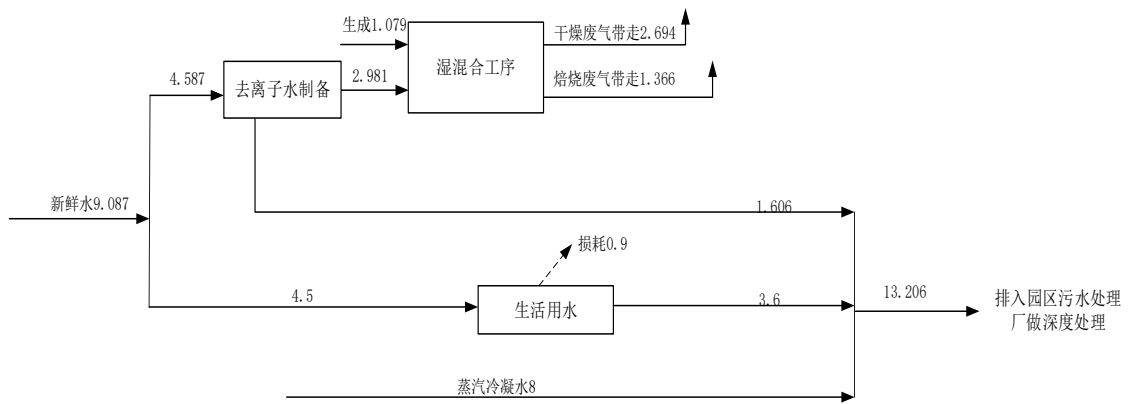 生成1.079
干燥废气带走2.694
湿混合工序
4.587
2.981
焙烧废气带走1.366
去离子水制备
新鲜水9.087
1.606
损耗0.9
4.5
生活用水
3.6
13.206
排入园区污水处理
厂做深度处理
蒸汽冷凝水8